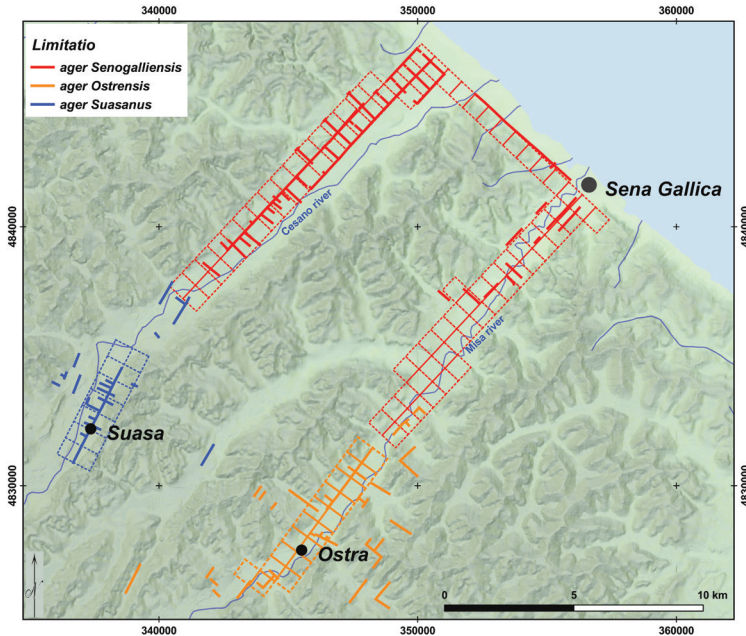 340000 350000 360000
Limitatio
ager Senogalliensis
ager Ostrensis
ager Suasanus
Sena Gallica
Cesano river
4840000 4840000
Misa river
Suasa
4830000 4830000
Ostra
0 5 10 km
340000 350000 360000